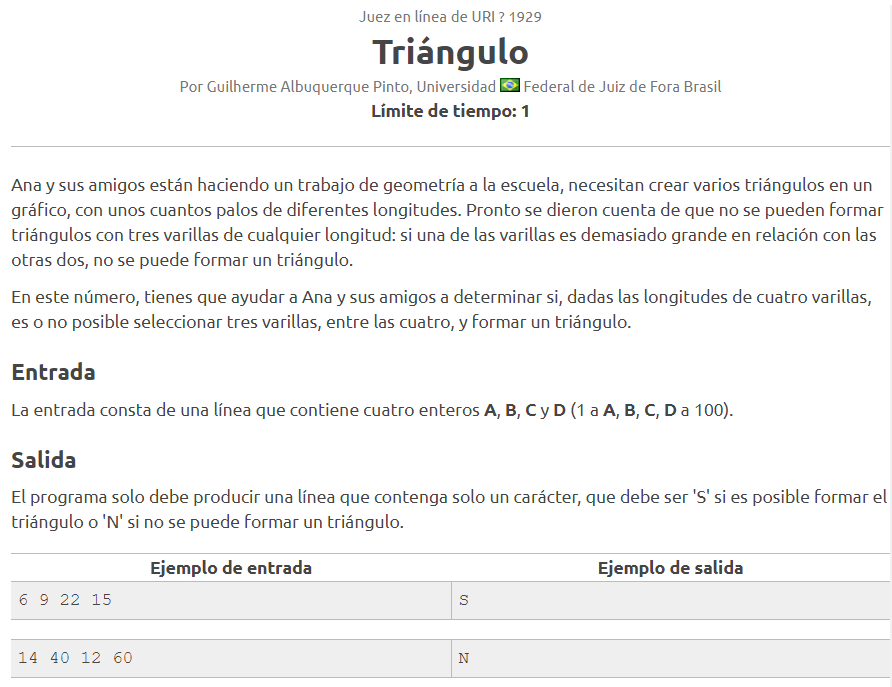 Juez en línea de URI ? 1929
Triángulo
Por Guilherme Albuquerque Pinto, Universidad Federal de Juiz de Fora Brasil
Límite de tiempo: 1
Ana y sus amigos están haciendo un trabajo de geometría a la escuela, necesitan crear varios triángulos en un
gráfico, con unos cuantos palos de diferentes longitudes. Pronto se dieron cuenta de que no se pueden formar
triángulos con tres varillas de cualquier longitud: si una de las varillas es demasiado grande en relación con las
otras dos, no se puede formar un triángulo.
En este número, tienes que ayudar a Ana y sus amigos a determinar si, dadas las longitudes de cuatro varillas,
es o no posible seleccionar tres varillas, entre las cuatro, y formar un triángulo.
Entrada
La entrada consta de una línea que contiene cuatro enteros A, B, C y D (1 a A, B, C, D a 100).
Salida
El programa solo debe producir una línea que contenga solo un carácter, que debe ser 'S' si es posible formar el
triángulo o 'N' si no se puede formar un triángulo.
Ejemplo de entrada Ejemplo de salida
6 9 22 15 S
14 40 12 60 N